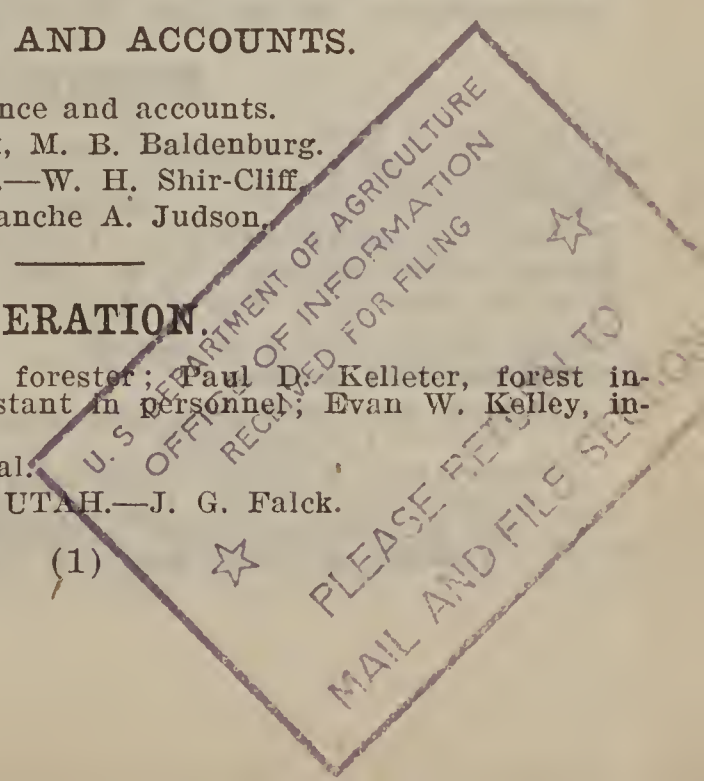 AND ACCOUNTS.
nce and accounts.
, M. B. Baldenburg.
.—W. H. Shir-Cliff,
anche A. Judson,
ERATION.
forester; Paul D. Kelleter, forest in-
stant in personnel; Evan W. Kelley, in-
al.
UTAH.—J. G. Falck.
(1)
U. S. DEPARTMENT OF AGRICULTURE
OFFICE OF INFORMATION
RECEIVED FOR FILING
PLEASE RETURN TO
MAIL AND FILE SECTION